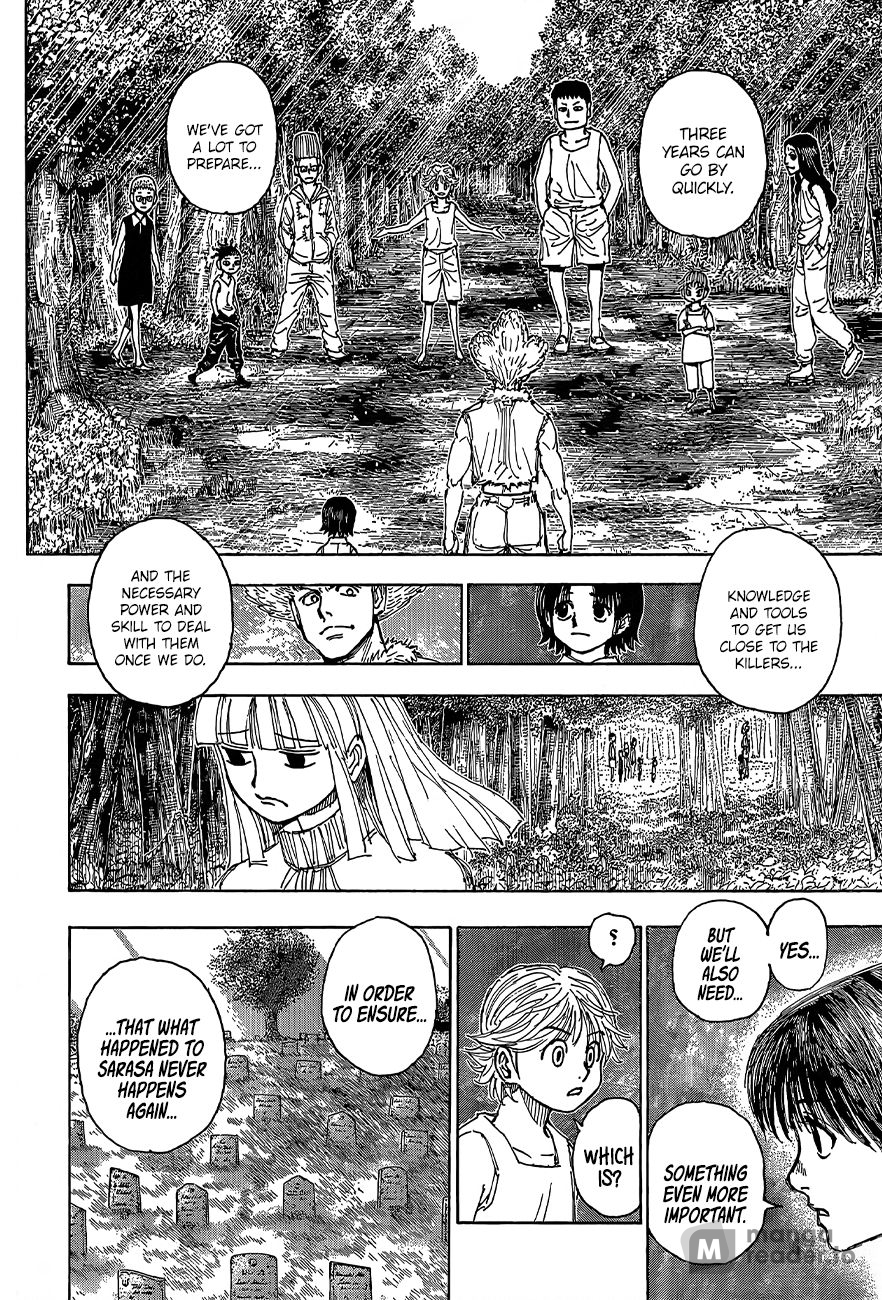 THREE
YEARS CAN
GO BY
QUICKLY.
WE'VE GOT
A LOT TO
PREPARE...
KNOWLEDGE
AND TOOLS
TO GET US
CLOSE TO THE
KILLERS...
AND THE
NECESSARY
POWER AND
SKILL TO DEAL
WITH THEM
ONCE WE DO.
YES...
BUT
WE'LL
ALSO
NEED...
SOMETHING
EVEN MORE
IMPORTANT.
?
WHICH
IS?
IN ORDER
TO ENSURE...
...THAT WHAT
HAPPENED TO
SARASA NEVER
HAPPENS
AGAIN...
M manga
reader.to